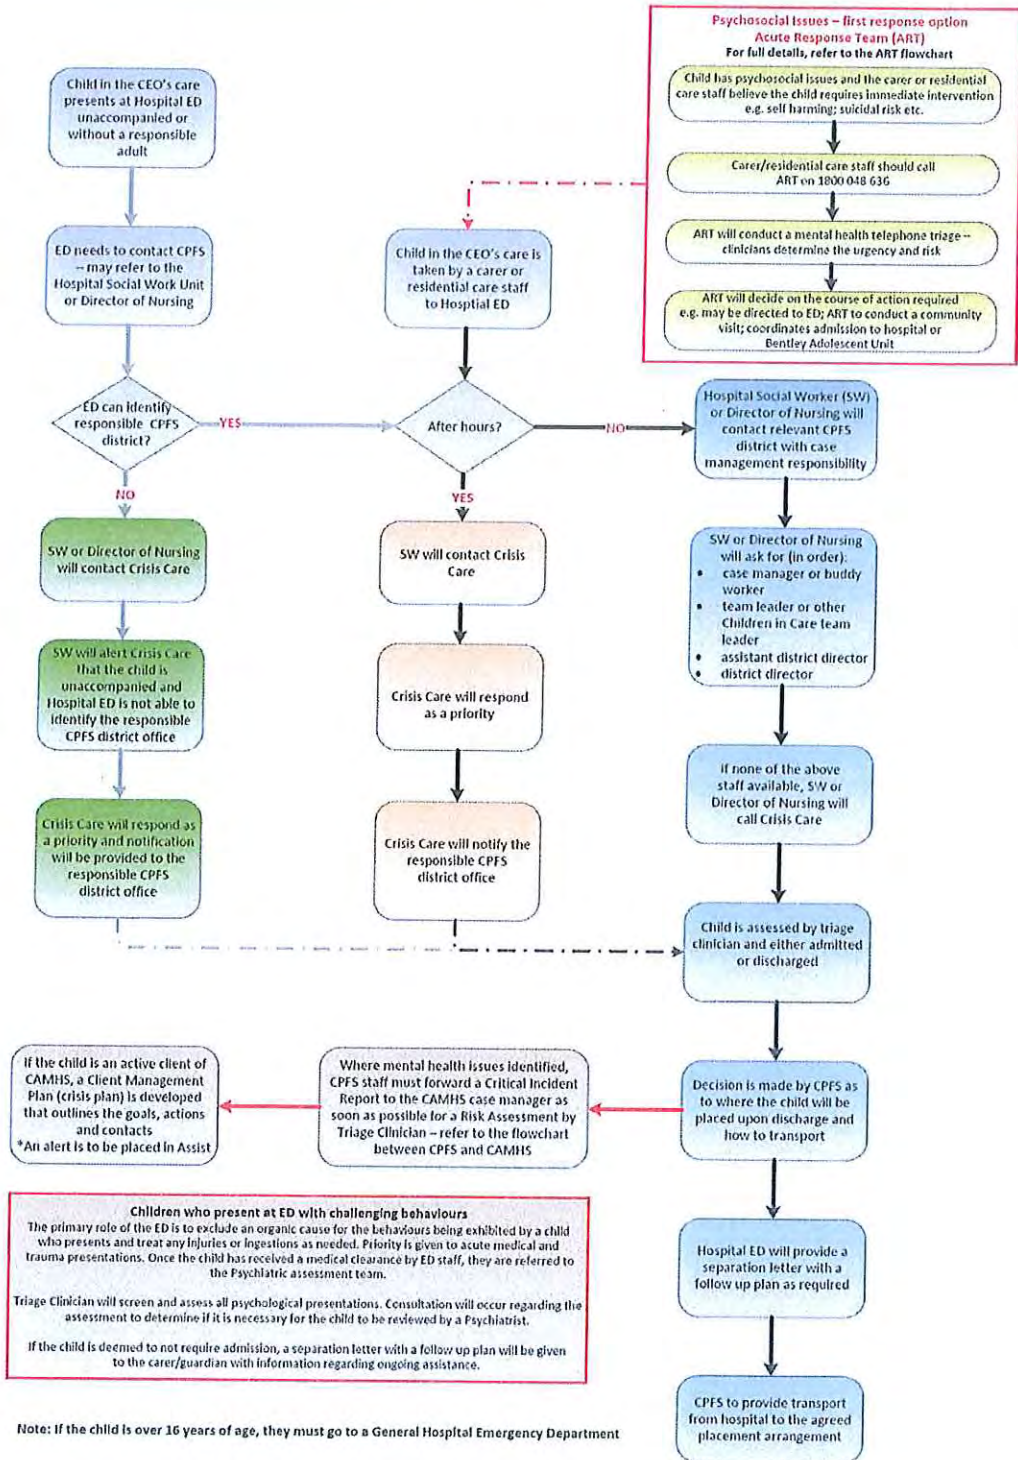 Psychosocial Issues – first response option
Acute Response Team (ART)
For full details, refer to the ART flowchart
Child has psychosocial issues and the carer or residential
care staff believe the child requires immediate intervention
e.g. self harming; suicidal risk etc.
Carer/residential care staff should call
ART on 1800 048 636
ART will conduct a mental health telephone triage –
clinicians determine the urgency and risk
ART will decide on the course of action required
e.g. may be directed to ED; ART to conduct a community
visit; coordinates admission to hospital or
Bentley Adolescent Unit
Child in the CEO's care
presents at Hospital ED
unaccompanied or
without a responsible
adult
ED needs to contact CPFS
– may refer to the
Hospital Social Work Unit
or Director of Nursing
Child in the CEO's care is
taken by a carer or
residential care staff
to Hosptial ED
ED can identify
responsible CPFS
district?
YES
After hours?
NO
Hospital Social Worker (SW)
or Director of Nursing will
contact relevant CPFS
district with case
management responsibility
NO
YES
SW or Director of Nursing
will contact Crisis Care
SW will contact Crisis
Care
SW or Director of Nursing
will ask for (in order):
• case manager or buddy
worker
• team leader or other
Children in Care team
leader
• assistant district director
• district director
SW will alert Crisis Care
that the child is
unaccompanied and
Hospital ED is not able to
identify the responsible
CPFS district office
Crisis Care will respond
as a priority
If none of the above
staff available, SW or
Director of Nursing will
call Crisis Care
Crisis Care will respond as
a priority and notification
will be provided to the
responsible CPFS
district office
Crisis Care will notify the
responsible CPFS
district office
Child is assessed by triage
clinician and either admitted
or discharged
If the child is an active client of
CAMHS, a Client Management
Plan (crisis plan) is developed
that outlines the goals, actions
and contacts
*An alert is to be placed in Assist
Where mental health issues identified,
CPFS staff must forward a Critical Incident
Report to the CAMHS case manager as
soon as possible for a Risk Assessment by
Triage Clinician – refer to the flowchart
between CPFS and CAMHS
Decision is made by CPFS as
to where the child will be
placed upon discharge and
how to transport
Children who present at ED with challenging behaviours
The primary role of the ED is to exclude an organic cause for the behaviours being exhibited by a child
who presents and treat any injuries or ingestions as needed. Priority is given to acute medical and
trauma presentations. Once the child has received a medical clearance by ED staff, they are referred to
the Psychiatric assessment team.
Triage Clinician will screen and assess all psychological presentations. Consultation will occur regarding the
assessment to determine if it is necessary for the child to be reviewed by a Psychiatrist.
If the child is deemed to not require admission, a separation letter with a follow up plan will be given
to the carer/guardian with information regarding ongoing assistance.
Hospital ED will provide a
separation letter with a
follow up plan as required
CPFS to provide transport
from hospital to the agreed
placement arrangement
Note: If the child is over 16 years of age, they must go to a General Hospital Emergency Department